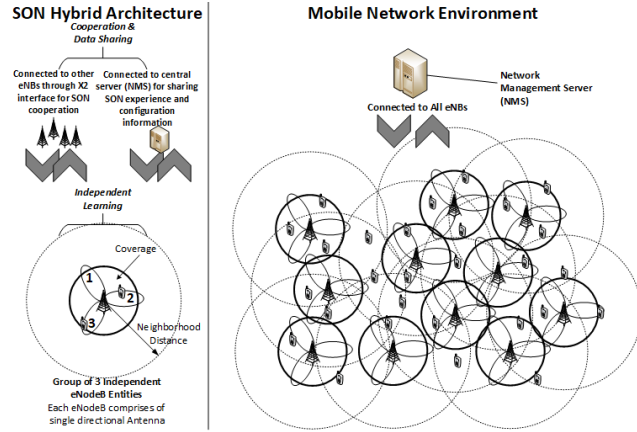 SON Hybrid Architecture
Cooperation &
Data Sharing
Connected to other
eNBs through X2
interface for SON
cooperation
Connected to central
server (NMS) for sharing
SON experience and
configuration
information
Independent
Learning
Coverage
1
2
3
Neighborhood
Distance
Group of 3 Independent
eNodeB Entities
Each eNodeB comprises of
single directional Antenna
Mobile Network Environment
Network
Management Server
(NMS)
Connected to All eNBs